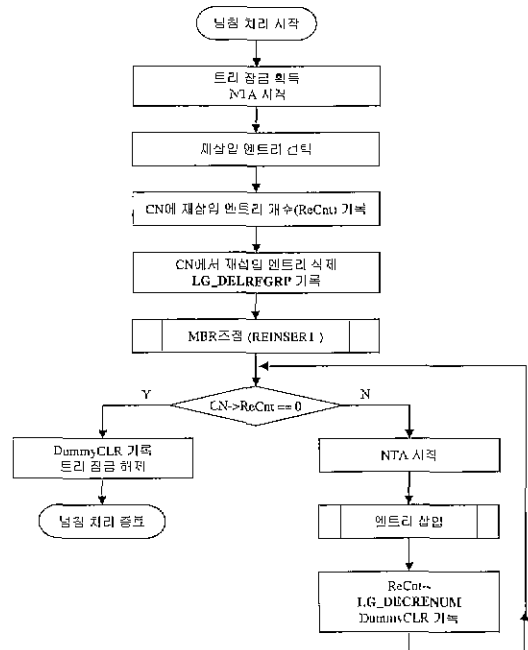 넘침 처리 시작
트리 잠금 획득
NTA 시작
재삽입 엔트리 선택
CN에 재삽입 엔트리 개수(ReCnt) 기록
CN에서 재삽입 엔트리 삭제
LG_DELREGRP 기록
MBR조절 (REINSERT)
CN->ReCnt == 0
Y
N
DummyCLR 기록
트리 잠금 해제
넘침 처리 종료
NTA 시작
엔트리 삽입
ReCnt--
LG_DECRENUM
DummyCLR 기록